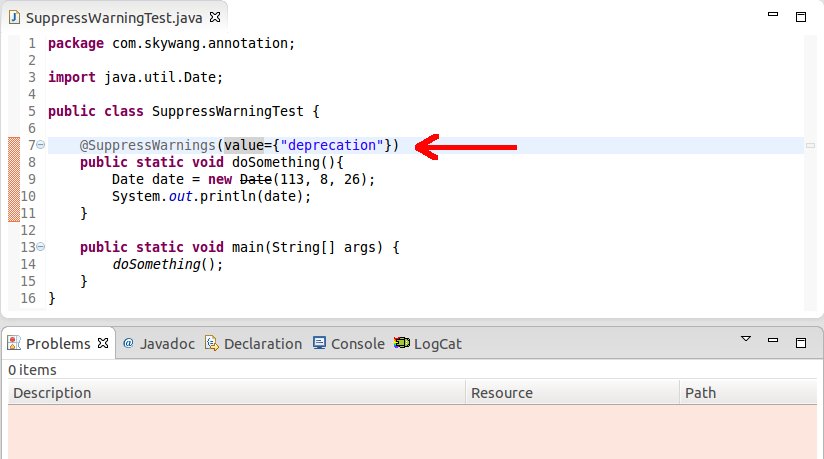 SuppressWarningTest.java
1 package com.skywang.annotation;
2
3 import java.util.Date;
4
5 public class SuppressWarningTest {
6
7 @SuppressWarnings(value={"deprecation"})
8 public static void doSomething(){
9 Date date = new Date(113, 8, 26);
10 System.out.println(date);
11 }
12
13 public static void main(String[] args) {
14 doSomething();
15 }
16 }
Problems @ Javadoc Declaration Console LogCat
0 items
Description Resource Path